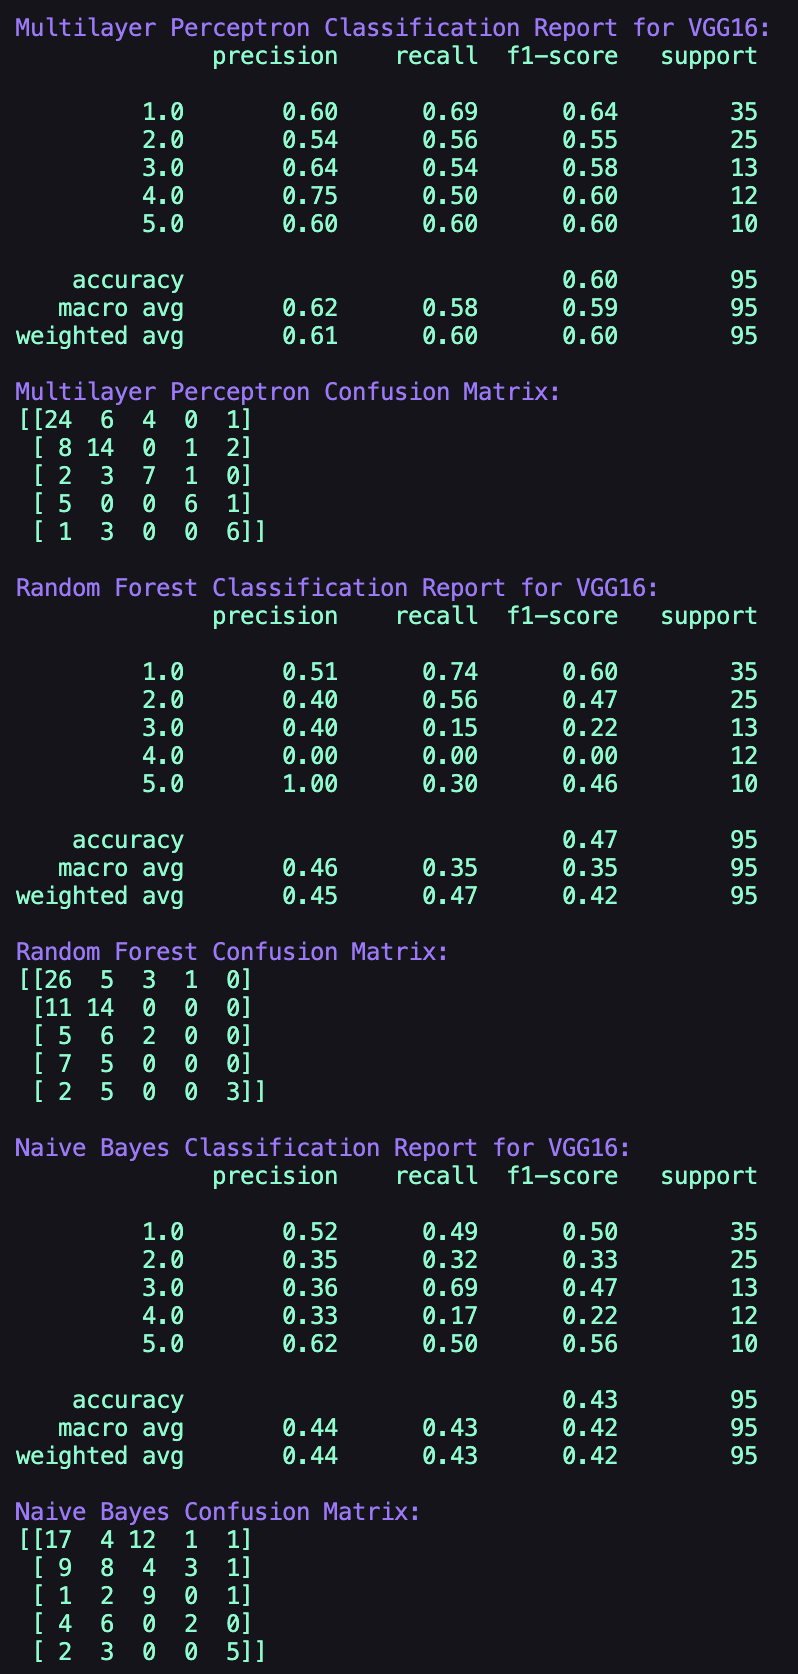 Multilayer Perceptron Classification Report for VGG16:
              precision    recall  f1-score   support

           1.0       0.60      0.69      0.64        35
           2.0       0.54      0.56      0.55        25
           3.0       0.64      0.54      0.58        13
           4.0       0.75      0.50      0.60        12
           5.0       0.60      0.60      0.60        10

    accuracy                           0.60        95
   macro avg       0.62      0.58      0.59        95
weighted avg       0.61      0.60      0.60        95

Multilayer Perceptron Confusion Matrix:
[[24  6  4  0  1]
 [ 8 14  0  1  2]
 [ 2  3  7  1  0]
 [ 5  0  0  6  1]
 [ 1  3  0  0  6]]

Random Forest Classification Report for VGG16:
              precision    recall  f1-score   support

           1.0       0.51      0.74      0.60        35
           2.0       0.40      0.56      0.47        25
           3.0       0.40      0.15      0.22        13
           4.0       0.00      0.00      0.00        12
           5.0       1.00      0.30      0.46        10

    accuracy                           0.47        95
   macro avg       0.46      0.35      0.35        95
weighted avg       0.45      0.47      0.42        95

Random Forest Confusion Matrix:
[[26  5  3  1  0]
 [11 14  0  0  0]
 [ 5  6  2  0  0]
 [ 7  5  0  0  0]
 [ 2  5  0  0  3]]

Naive Bayes Classification Report for VGG16:
              precision    recall  f1-score   support

           1.0       0.52      0.49      0.50        35
           2.0       0.35      0.32      0.33        25
           3.0       0.36      0.69      0.47        13
           4.0       0.33      0.17      0.22        12
           5.0       0.62      0.50      0.56        10

    accuracy                           0.43        95
   macro avg       0.44      0.43      0.42        95
weighted avg       0.44      0.43      0.42        95

Naive Bayes Confusion Matrix:
[[17  4 12  1  1]
 [ 9  8  4  3  1]
 [ 1  2  9  0  1]
 [ 4  6  0  2  0]
 [ 2  3  0  0  5]]